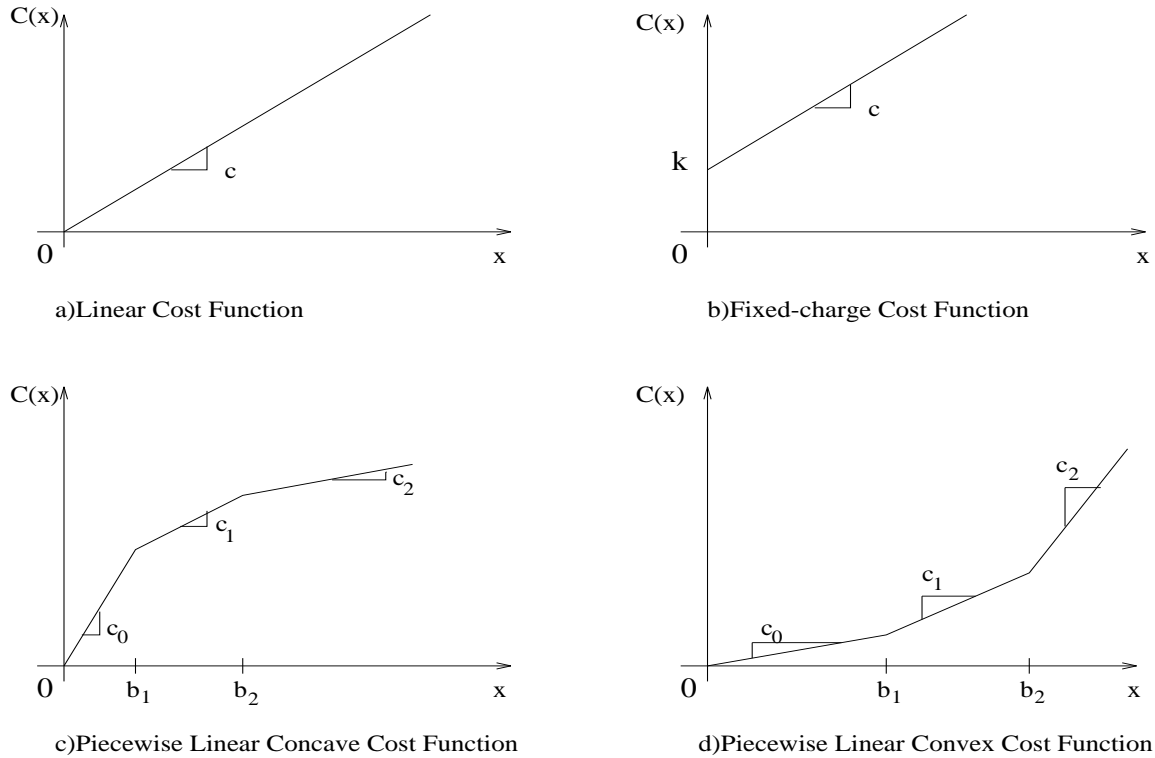 C(x)
c
0
x
a)Linear Cost Function
C(x)
k
c
0
x
b)Fixed-charge Cost Function
C(x)
c2
c1
c0
0
b1
b2
x
c)Piecewise Linear Concave Cost Function
C(x)
c2
c1
c0
0
b1
b2
x
d)Piecewise Linear Convex Cost Function